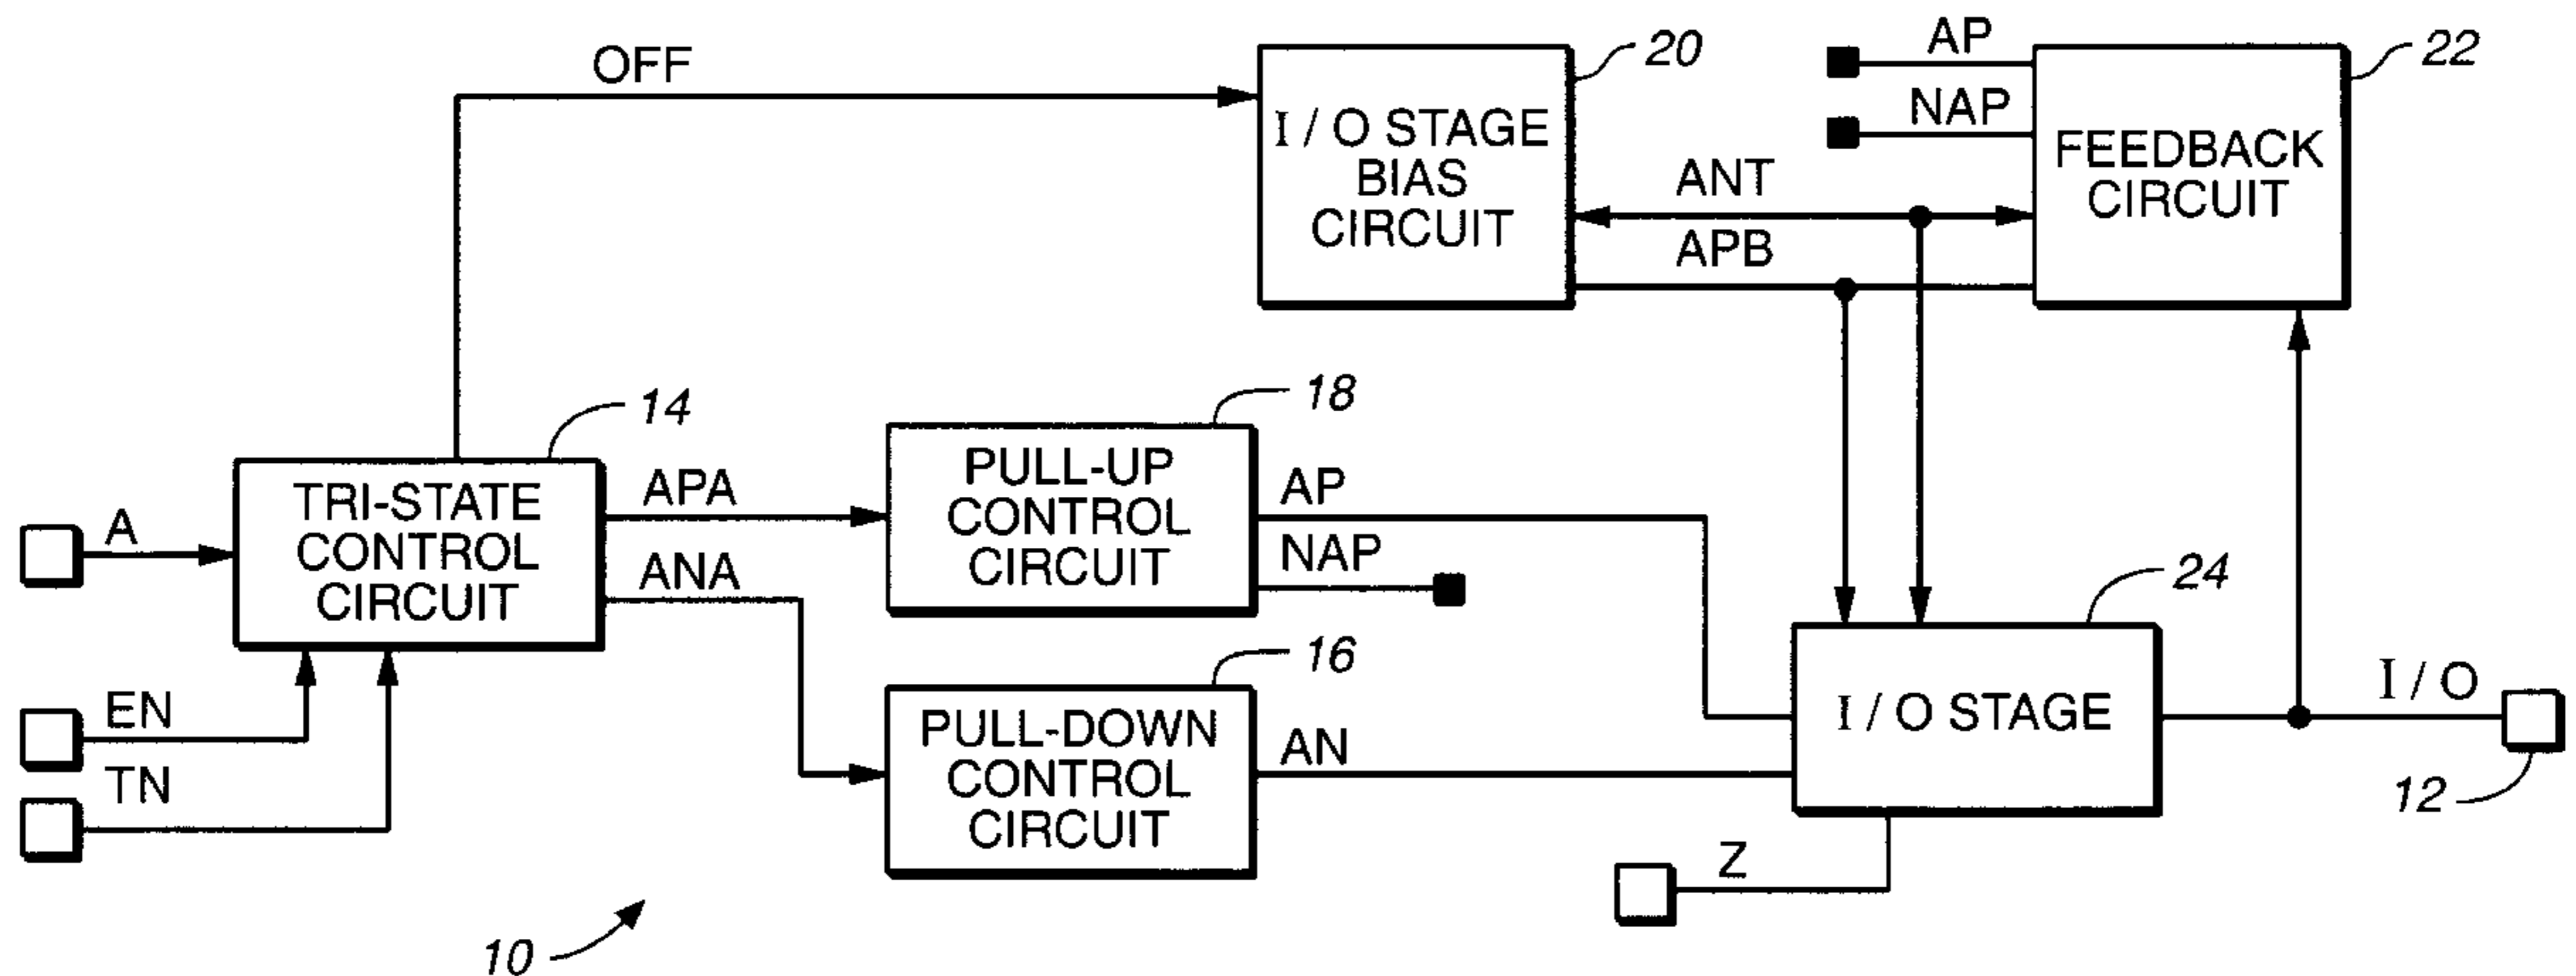 OFF
20
I / O STAGE
BIAS
CIRCUIT
AP
NAP
22
FEEDBACK
CIRCUIT
ANT
APB
14
TRI-STATE
CONTROL
CIRCUIT
A
EN
TN
APA
ANA
18
PULL-UP
CONTROL
CIRCUIT
AP
NAP
16
PULL-DOWN
CONTROL
CIRCUIT
AN
24
I / O STAGE
I / O
12
Z
10